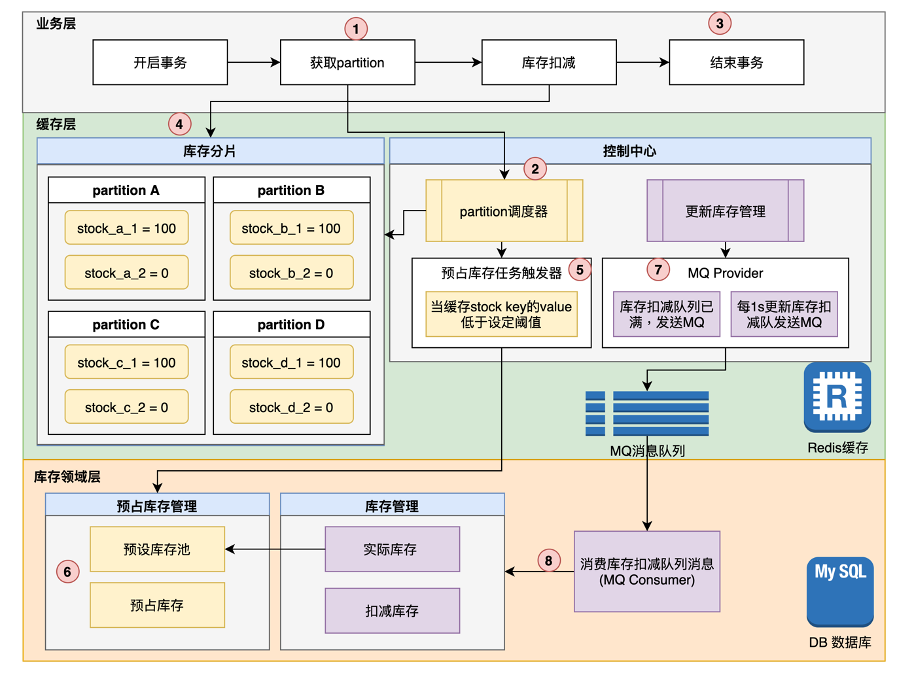 业务层
1
3
开启事务
获取partition
库存扣减
结束事务
缓存层
4
库存分片
控制中心
partition A
stock_a_1 = 100
stock_a_2 = 0
partition B
stock_b_1 = 100
stock_b_2 = 0
partition C
stock_c_1 = 100
stock_c_2 = 0
partition D
stock_d_1 = 100
stock_d_2 = 0
2
partition调度器
更新库存管理
预占库存任务触发器
5
当缓存stock key的value
低于设定阈值
7
MQ Provider
库存扣减队列已
满，发送MQ
每1s更新库存扣
减队发送MQ
R
Redis缓存
MQ消息队列
库存领域层
预占库存管理
6
预设库存池
预占库存
库存管理
实际库存
扣减库存
8
消费库存扣减队列消息
(MQ Consumer)
My SQL
DB 数据库